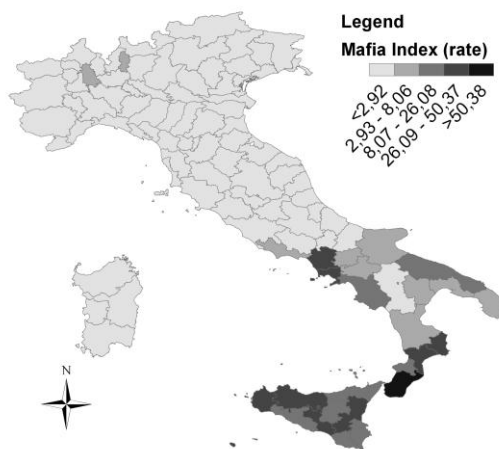 Legend
Mafia Index (rate)
<2,92
2,93 - 8,06
8,07 - 26,08
26,09 - 50,37
>50,38
N